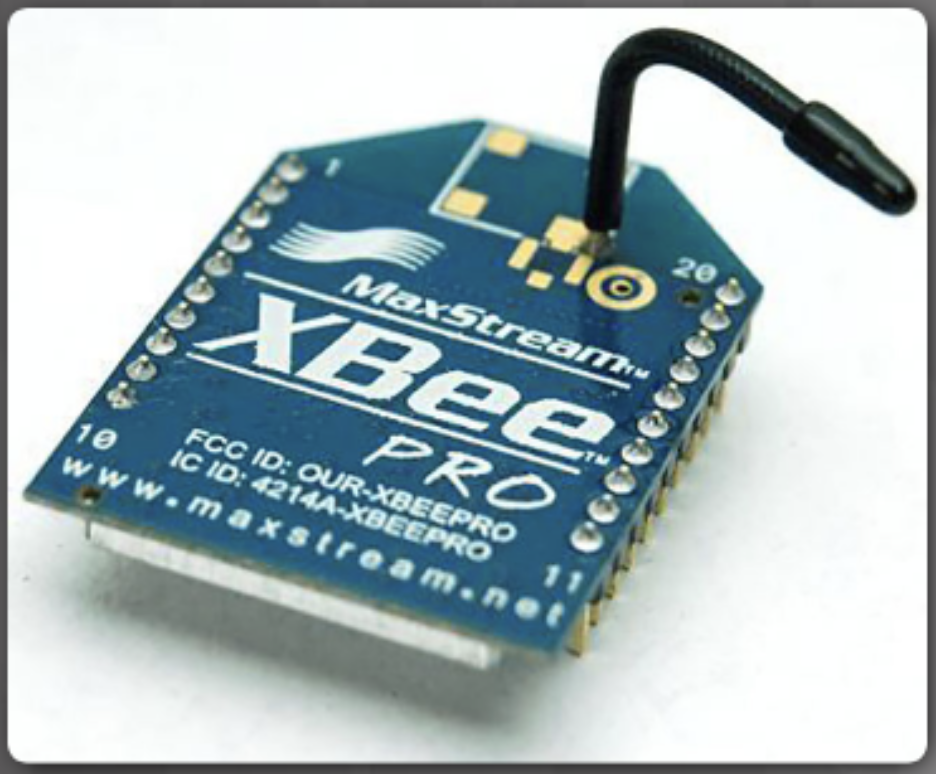 1
20
MaxStream™
XBee™
PRO
10
FCC ID: OUR-XBEEPRO
IC ID: 4214A-XBEEPRO
11
www.maxstream.net